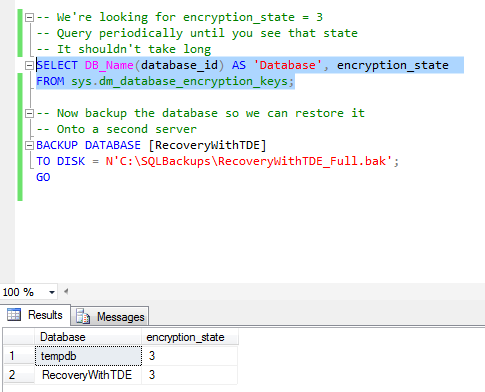 -- We're looking for encryption_state = 3
-- Query periodically until you see that state
-- It shouldn't take long
SELECT DB_Name(database_id) AS 'Database', encryption_state
FROM sys.dm_database_encryption_keys;
-- Now backup the database so we can restore it
-- Onto a second server
BACKUP DATABASE [RecoveryWithTDE]
TO DISK = N'C:\SQLBackups\RecoveryWithTDE_Full.bak';
GO
100 %
Results Messages
Database encryption_state
1 tempdb 3
2 RecoveryWithTDE 3